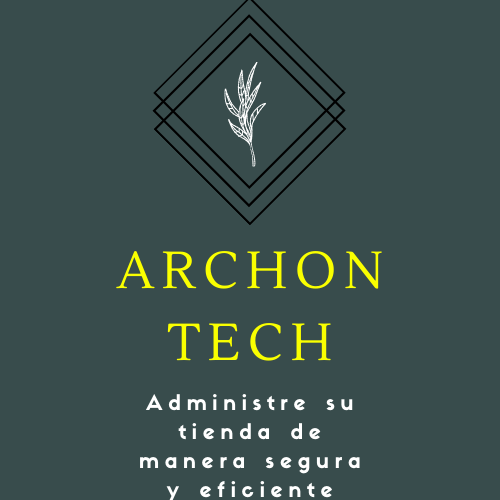 ARCHON
TECH
Administre su
tienda de
manera segura
y eficiente